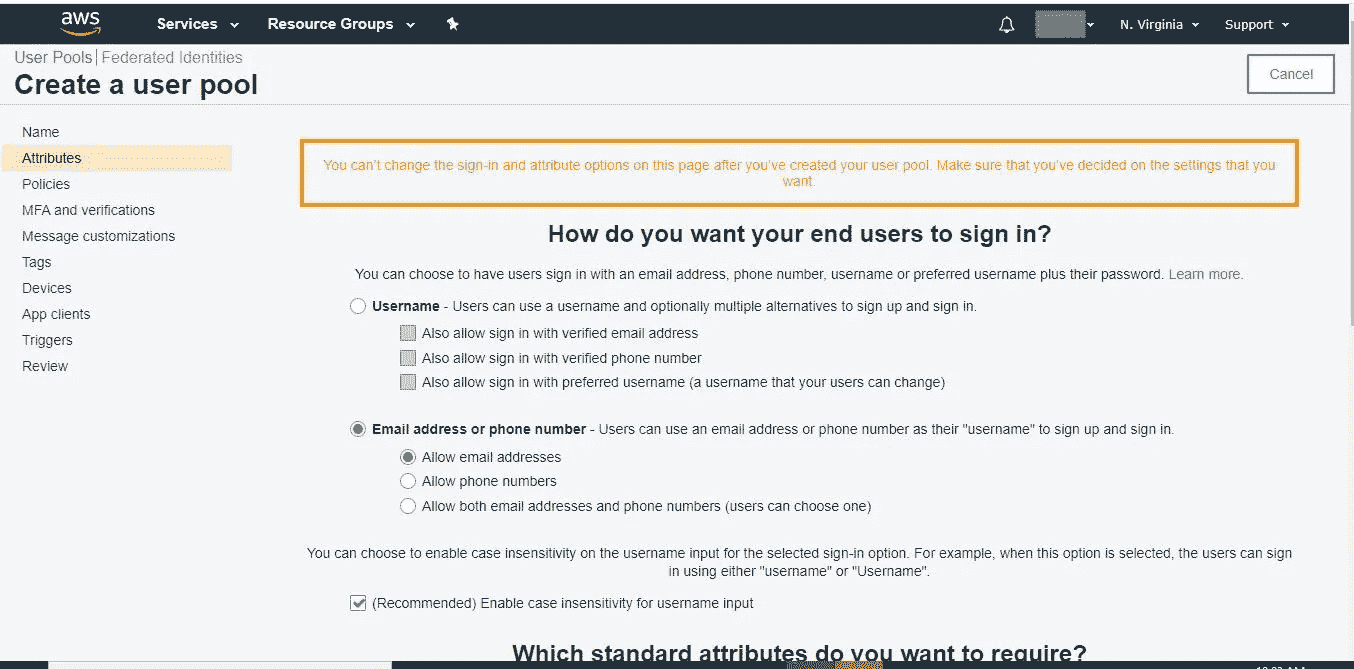 aws Services Resource Groups N. Virginia Support
User Pools | Federated Identities
Create a user pool
Cancel
Name
Attributes
Policies
MFA and verifications
Message customizations
Tags
Devices
App clients
Triggers
Review
You can't change the sign-in and attribute options on this page after you've created your user pool. Make sure that you've decided on the settings that you
want.
How do you want your end users to sign in?
You can choose to have users sign in with an email address, phone number, username or preferred username plus their password. Learn more.
Username - Users can use a username and optionally multiple alternatives to sign up and sign in.
Also allow sign in with verified email address
Also allow sign in with verified phone number
Also allow sign in with preferred username (a username that your users can change)
Email address or phone number - Users can use an email address or phone number as their "username" to sign up and sign in.
Allow email addresses
Allow phone numbers
Allow both email addresses and phone numbers (users can choose one)
You can choose to enable case insensitivity on the username input for the selected sign-in option. For example, when this option is selected, the users can sign
in using either "username" or "Username".
(Recommended) Enable case insensitivity for username input
Which standard attributes do you want to require?